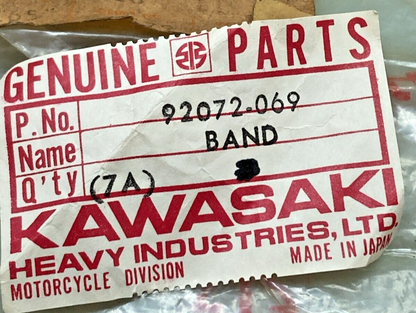 GENUINE PARTS
P. No. 92072-069
Name BAND
Q'ty (7A)
KAWASAKI
HEAVY INDUSTRIES, LTD.
MOTORCYCLE DIVISION MADE IN JAPAN